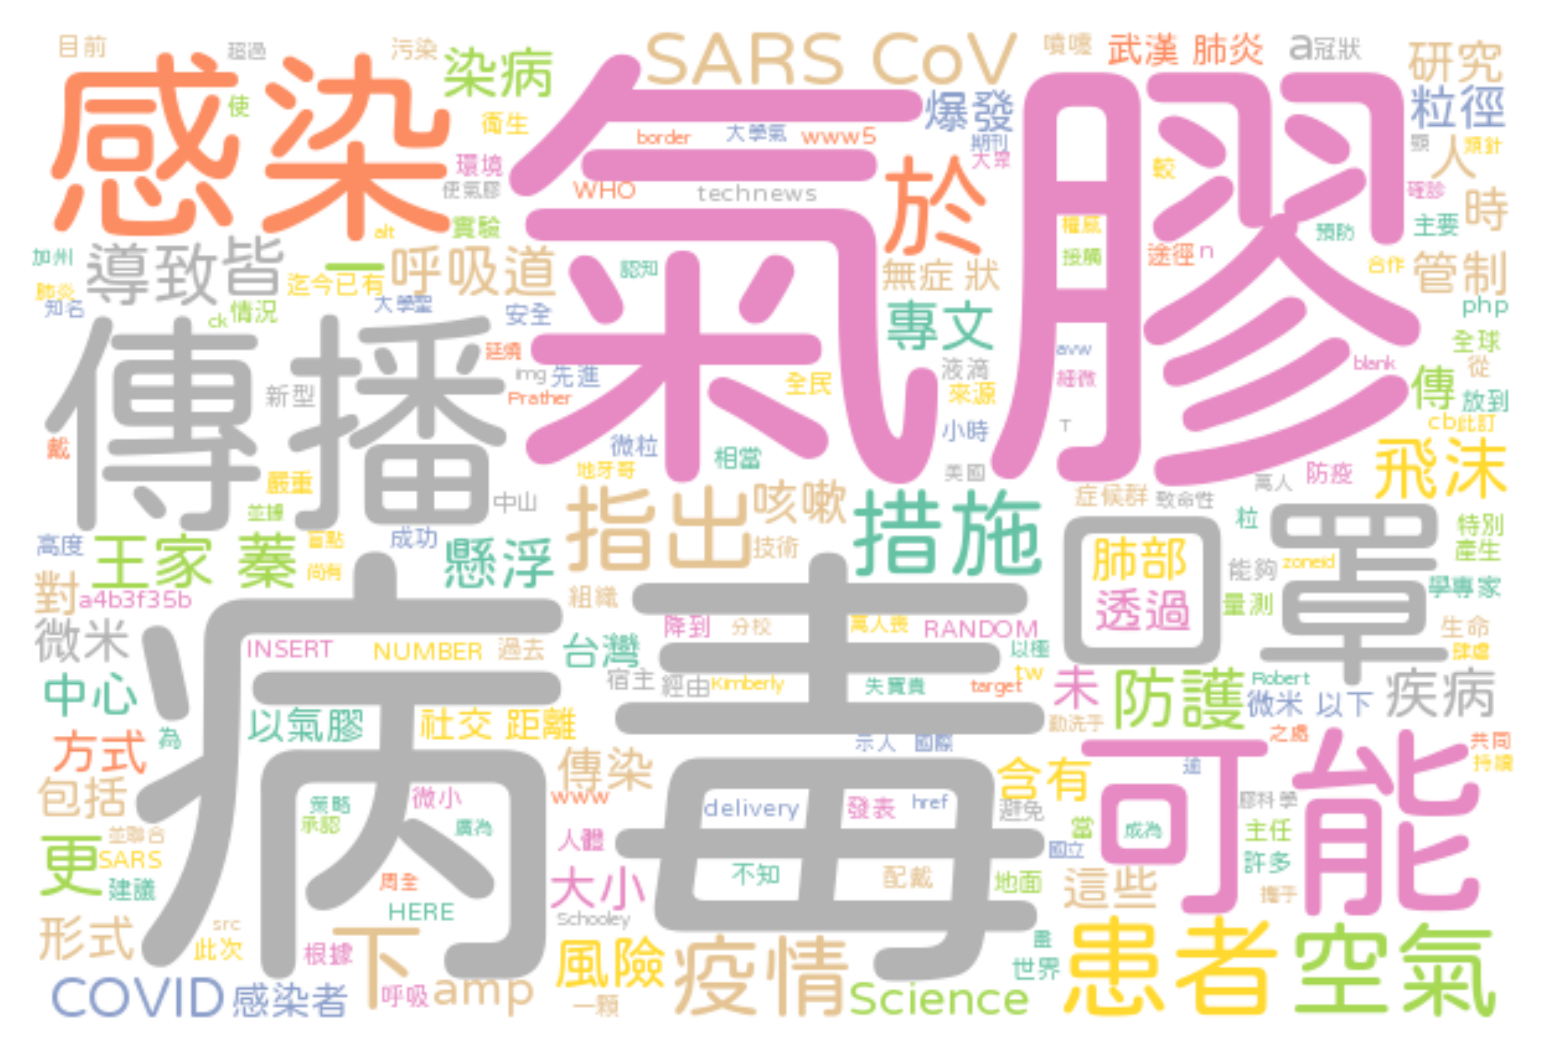 目前
超過
污染
染病
SARS CoV
噴嚏
武漢 肺炎
a
冠狀
研究
感染
使
衛生
border
大學氣
www5
爆發
期刊
粒徑
人
類針
環境
使氣膠
WHO
technews
大眾
於
氣膠
較
確診
時
alt
實驗
權威
接觸
途徑
n
預防
主要
加州
導致皆
一
呼吸道
認知
無症 狀
合作
管制
肺炎
迄今已有
知名
ck
情況
大學聖
安全
專文
php
傳播
延燒
img
先進
全民
液滴
來源
avw
細微
blank
全球
從
新型
Prather
傳
放到
戴
微粒
小時
T
cb
此訂
地牙哥
相當
美國
飛沫
嚴重
中山
咳嗽
症候群
致命性
萬人
防疫
並據
指出
措施
粒
特別
產生
高度
王家 蓁
盲點
尚有
成功
懸浮
技術
肺部
透過
口罩
能夠
zoneid
對
a4b3f35b
組織
量測
學專家
微米
INSERT
NUMBER
過去
台灣
降到
分校
萬人喪
RANDOM
以極
生命
肆虐
中心
病毒
宿主
經由
Kimberly
失寶貴
target
tw
未
防護
Robert
微米 以下
疾病
方式
為
以氣膠
社交 距離
勤洗手
示人
國際
之處
共同
持續
包括
傳染
含有
逾
可能
策略
承認
微小
廣為
www
delivery
發表
href
避免
膠科學
更
並聯合
SARS
建議
人體
當
成為
主任
國立
許多
周全
大小
不知
配戴
地面
這些
攜手
形式
src
此次
HERE
Schooley
根據
下
風險
疫情
世界
患者
空氣
COVID
感染者
呼吸
amp
一顆
Science